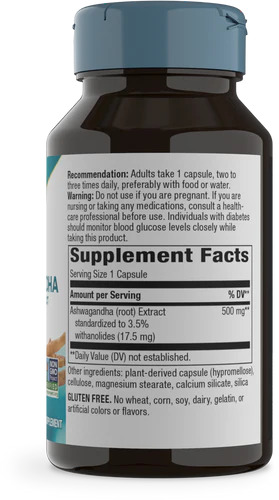 Recommendation: Adults take 1 capsule, two to
three times daily, preferably with food or water.
Warning: Do not use if you are pregnant. If you are
nursing or taking any medications, consult a health-
care professional before use. Individuals with diabetes
should monitor blood glucose levels closely while
taking this product.
Supplement Facts
Serving Size 1 Capsule
Amount per Serving % DV**
Ashwagandha (root) Extract 500 mg**
standardized to 3.5%
withanolides (17.5 mg)
**Daily Value (DV) not established.
Other ingredients: plant-derived capsule (hypromellose),
cellulose, magnesium stearate, calcium silicate, silica
GLUTEN FREE. No wheat, corn, soy, dairy, gelatin, or
artificial colors or flavors.
CHA
NON
GMO